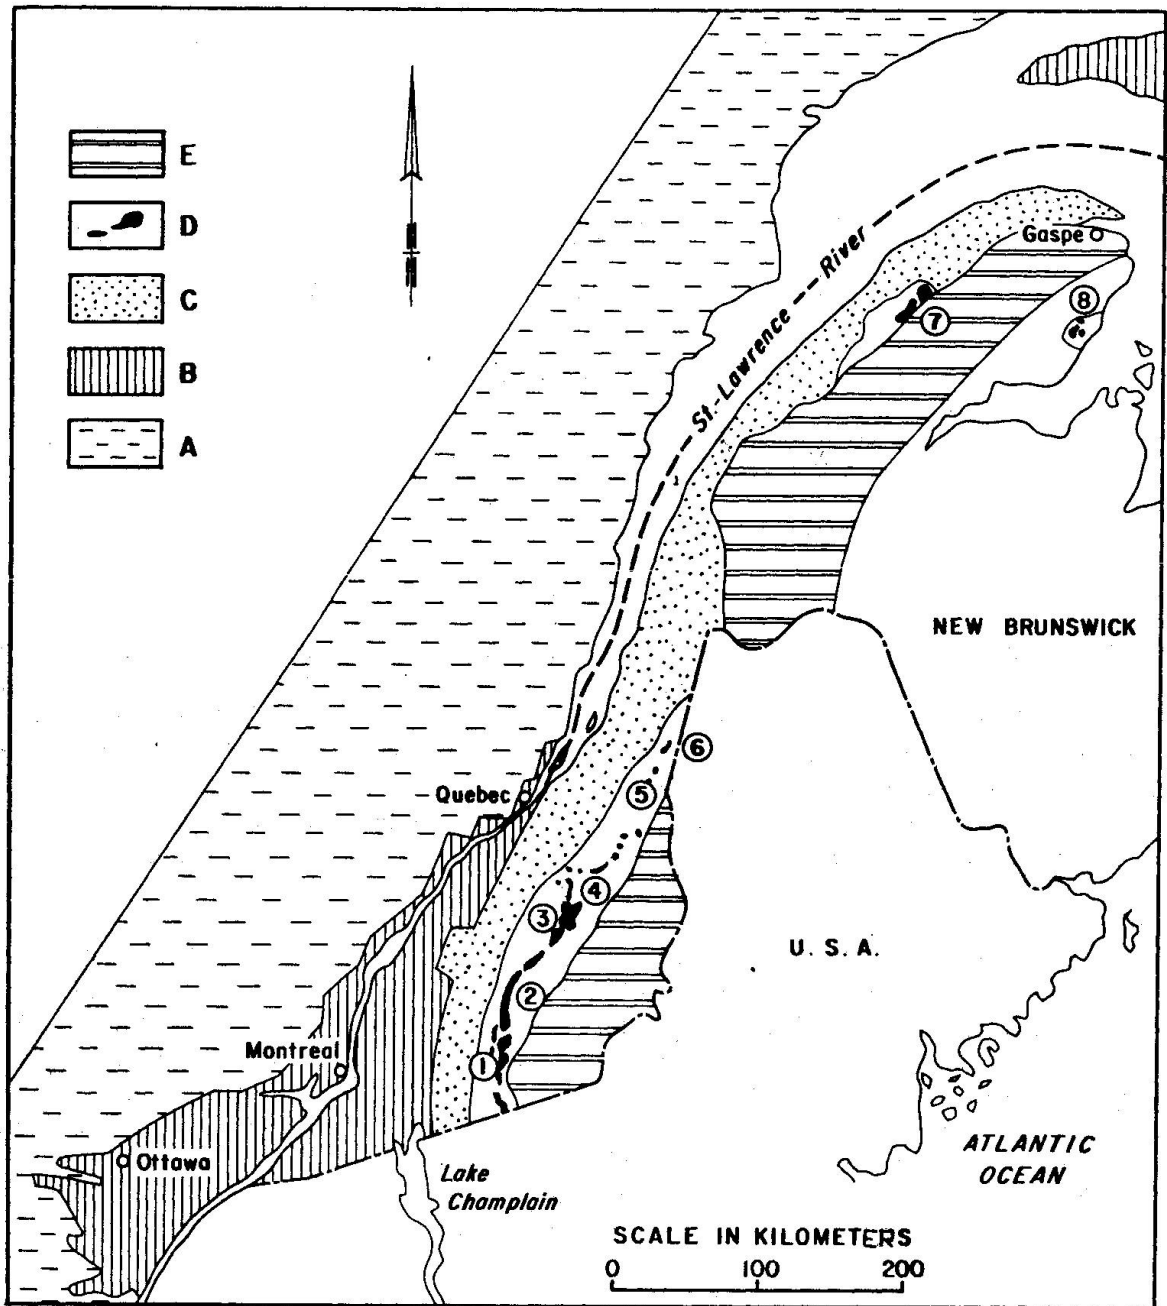 E
D
C
B
A
N
St.-Lawrence River
Gaspe
8
7
NEW BRUNSWICK
6
Quebec
5
4
3
U. S. A.
2
Montreal
1
Ottawa
Lake
Champlain
ATLANTIC
OCEAN
SCALE IN KILOMETERS
0 100 200